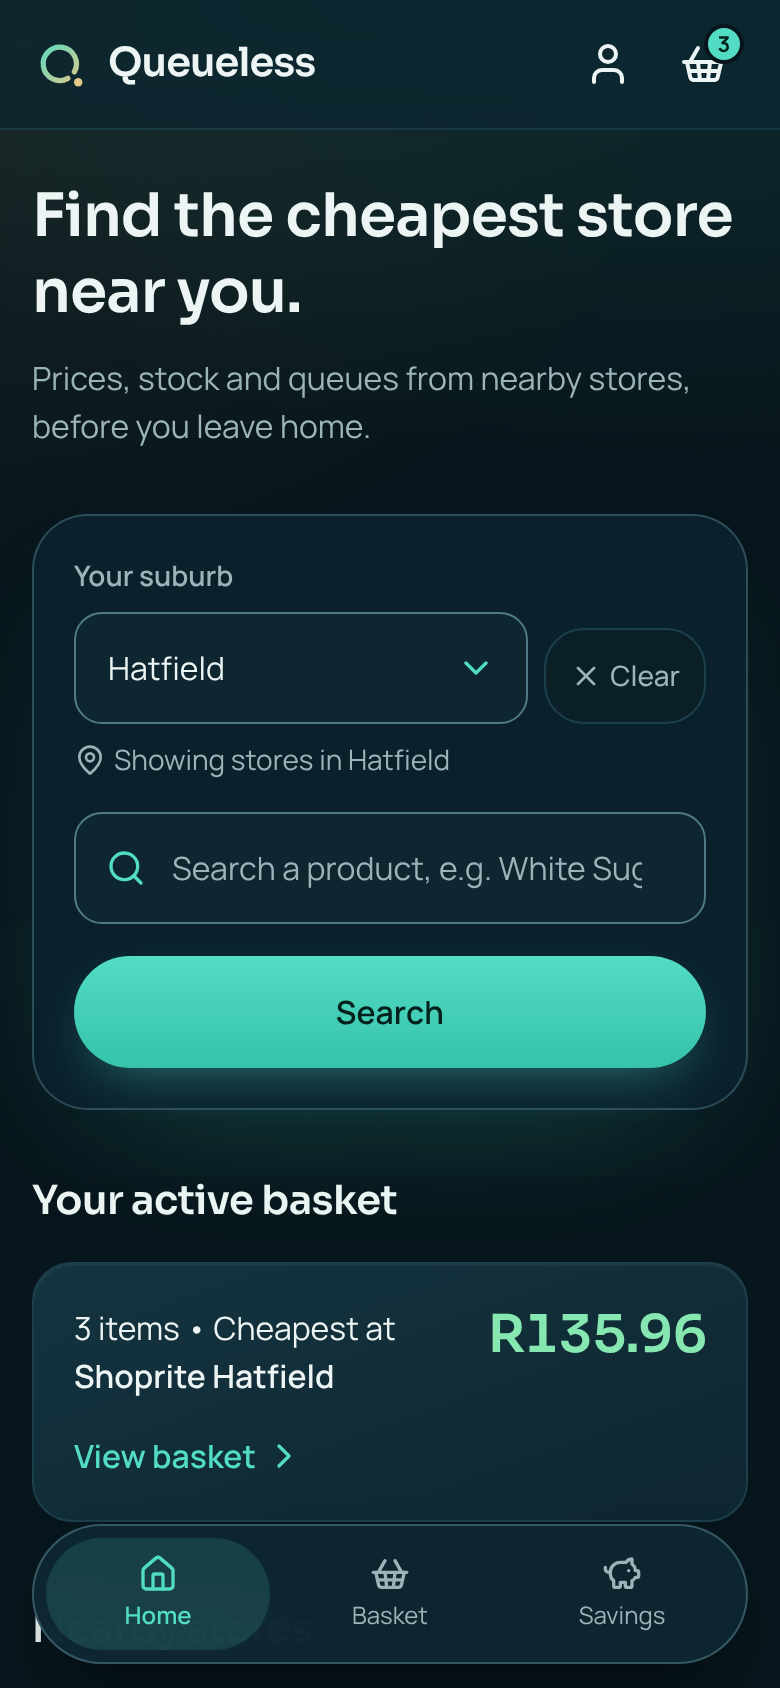 Queueless
3
Find the cheapest store
near you.
Prices, stock and queues from nearby stores,
before you leave home.
Your suburb
Hatfield
Clear
Showing stores in Hatfield
Search a product, e.g. White Sug
Search
Your active basket
3 items • Cheapest at
Shoprite Hatfield
R135.96
View basket
Nearby stores
Home
Basket
Savings